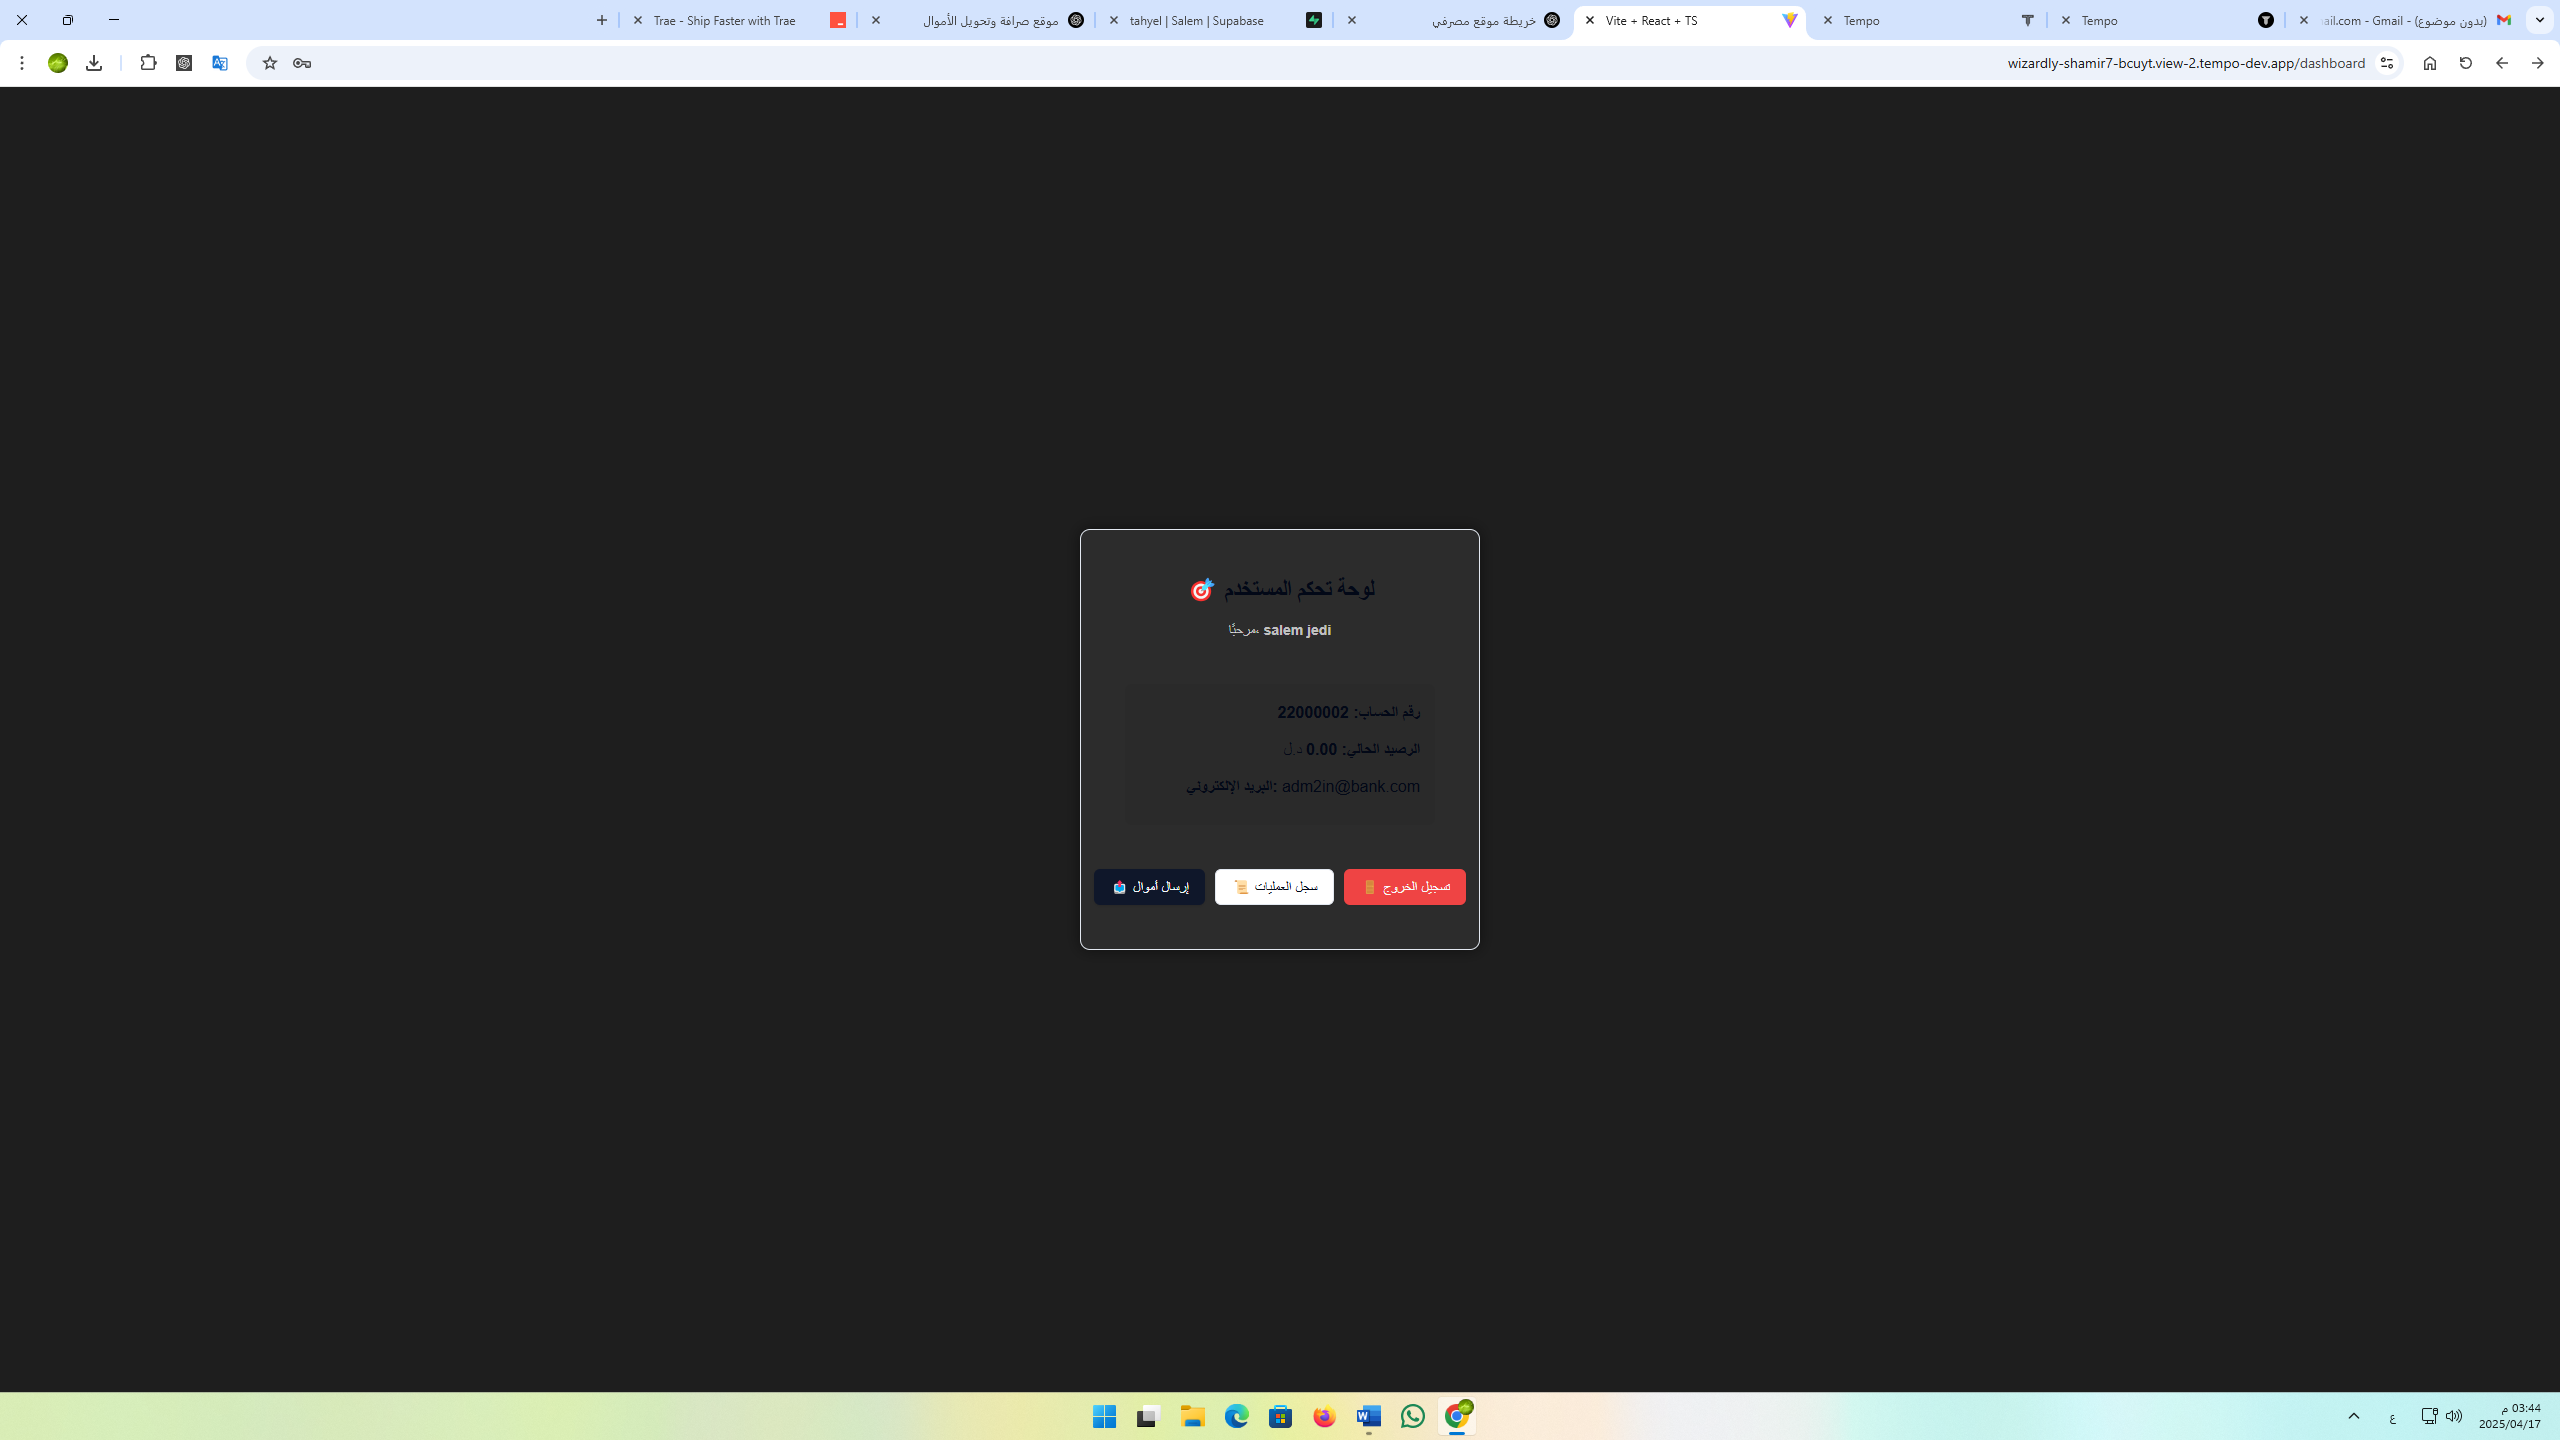 (بدون موضوع) - ail.com - Gmail
Tempo
Tempo
Vite + React + TS
خريطة موقع مصرفي
tahyel | Salem | Supabase
موقع صرافة وتحويل الأموال
Trae - Ship Faster with Trae
wizardly-shamir7-bcuyt.view-2.tempo-dev.app/dashboard
لوحة تحكم المستخدم 🎯
مرحبًا، salem jedi
رقم الحساب: 22000002
الرصيد الحالي: 0.00 د.ل
البريد الإلكتروني: adm2in@bank.com
تسجيل الخروج
سجل العمليات
إرسال أموال
ع
03:44 م
2025/04/17